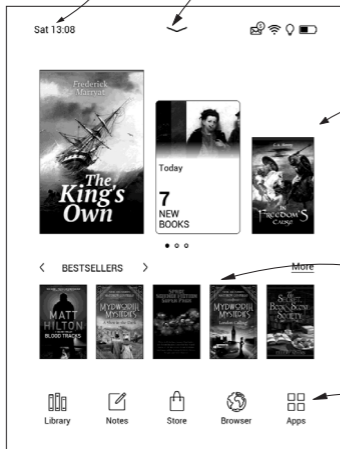 Sat 13:08
Frederick
Marryat
The
King's
Own
Today
7
NEW
BOOKS
FREEDOM'S
CAUSE
BESTSELLERS
More
MATT
HILTON
BLOOD TRACKS
MYDWORTH
MYSTERIES
MYDWORTH
MYSTERIES
Library
Notes
Store
Browser
Apps